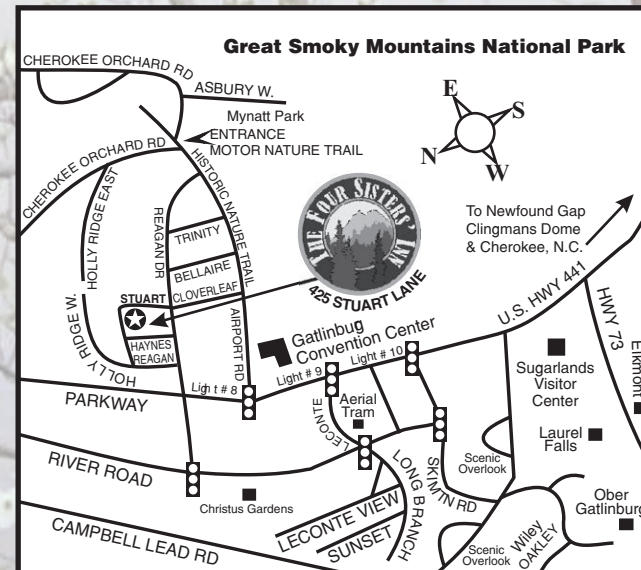 Great Smoky Mountains National Park
CHEROKEE ORCHARD RD
ASBURY W.
Mynatt Park
ENTRANCE
MOTOR NATURE TRAIL
CHEROKEE ORCHARD RD
HISTORIC NATURE TRAIL
E
S
N
W
HOLLY RIDGE EAST
REAGAN DR
TRINITY
BELLAIRE
CLOVERLEAF
STUART
HAYNES
REAGAN
HOLLY RIDGE W.
AIRPORT RD
THE FOUR SISTERS' INN
425 STUART LANE
To Newfound Gap
Clingmans Dome
& Cherokee, N.C.
U.S. HWY 441
HWY 73
Elkmont
Gatlinbug
Convention Center
Light # 8
Light # 9
Light # 10
PARKWAY
Aerial
Tram
LECONTE
Sugarlands
Visitor
Center
Laurel
Falls
RIVER ROAD
Christus Gardens
LECONTE VIEW
SUNSET
LONG BRANCH
SKI MTN RD
Scenic
Overlook
Ober
Gatlinburg
CAMPBELL LEAD RD
Scenic
Overlook
Wiley
OAKLEY